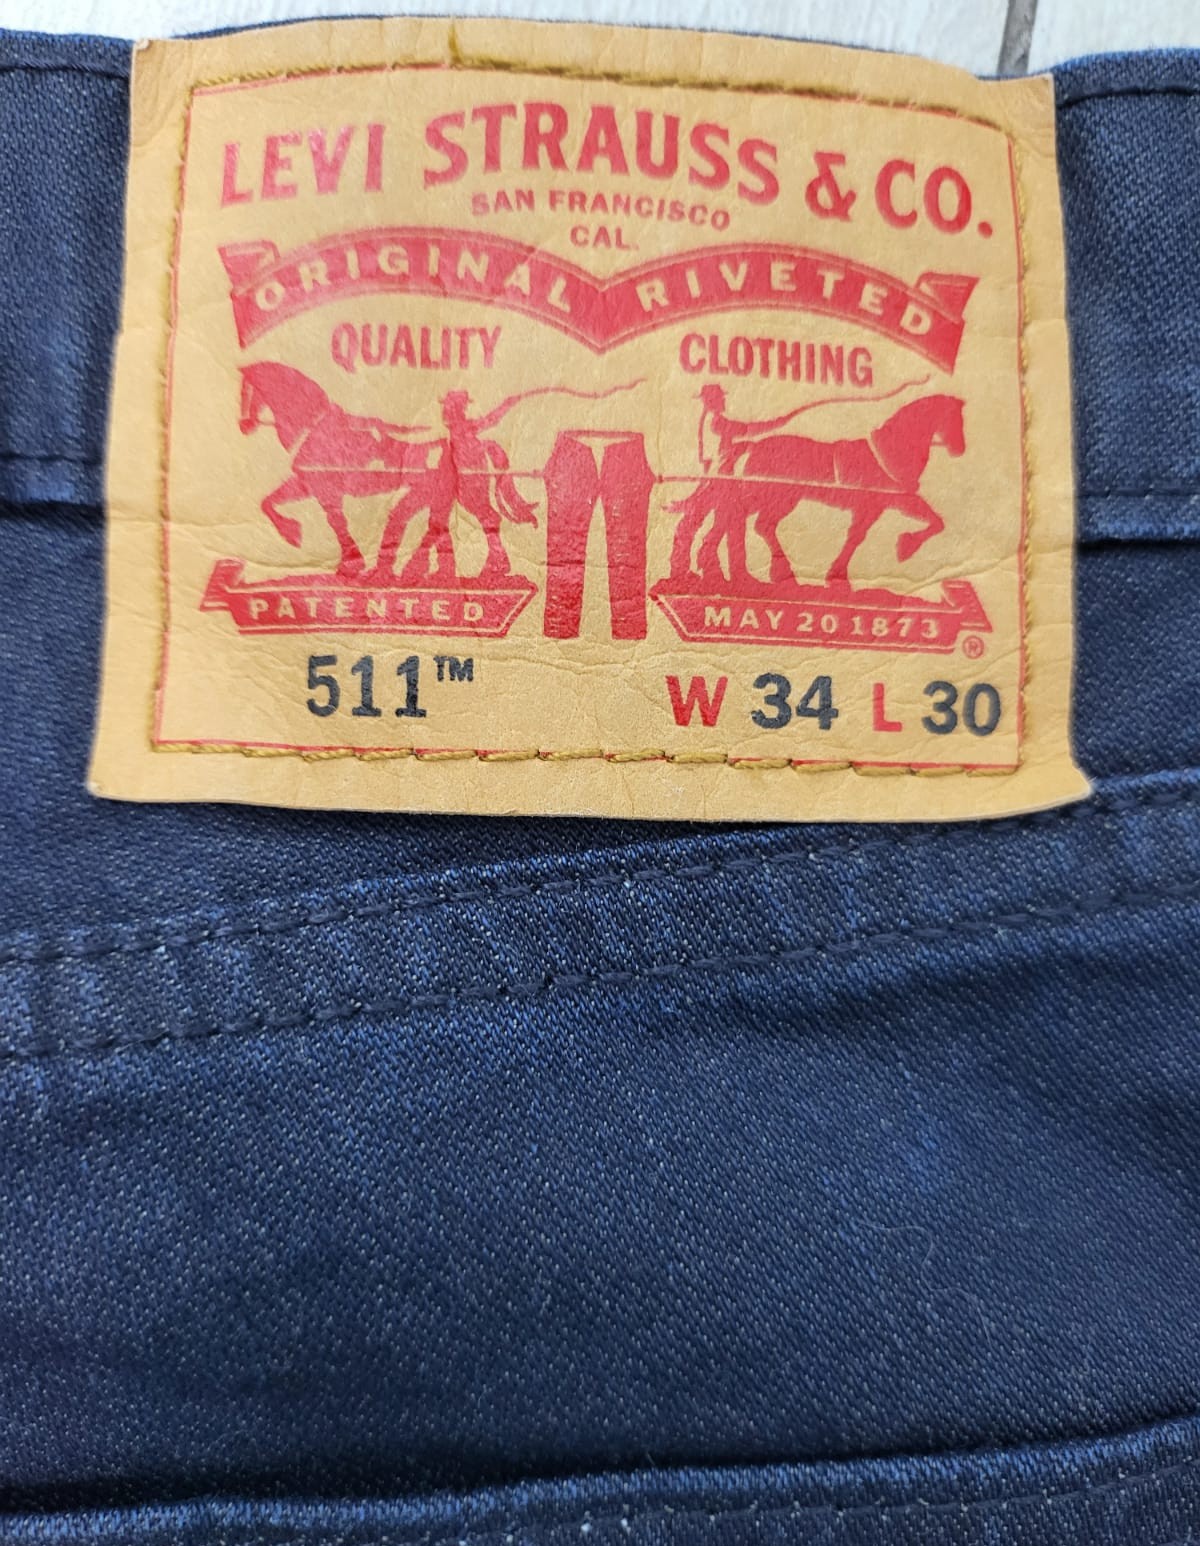 LEVI STRAUSS & CO.
SAN FRANCISCO
CAL.
ORIGINAL RIVETED
QUALITY CLOTHING
PATENTED MAY 20 1873 ®
511™ W 34 L 30